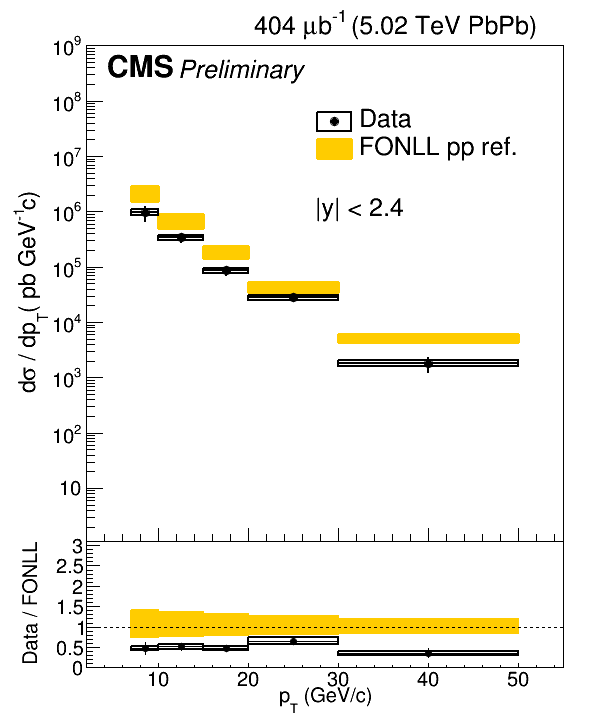 404 μb⁻¹ (5.02 TeV PbPb)
CMS Preliminary
Data
FONLL pp ref.
|y| < 2.4
dσ / dp_T( pb GeV⁻¹c)
10⁹
10⁸
10⁷
10⁶
10⁵
10⁴
10³
10²
10
Data / FONLL
3
2.5
2
1.5
1
0.5
0
10 20 30 40 50
p_T (GeV/c)